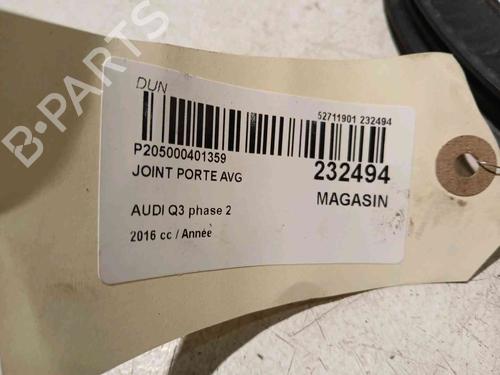 DUN
52711901 232494
P205000401359
232494
JOINT PORTE AVG
MAGASIN
AUDI Q3 phase 2
2016 cc / Année
B-PARTS